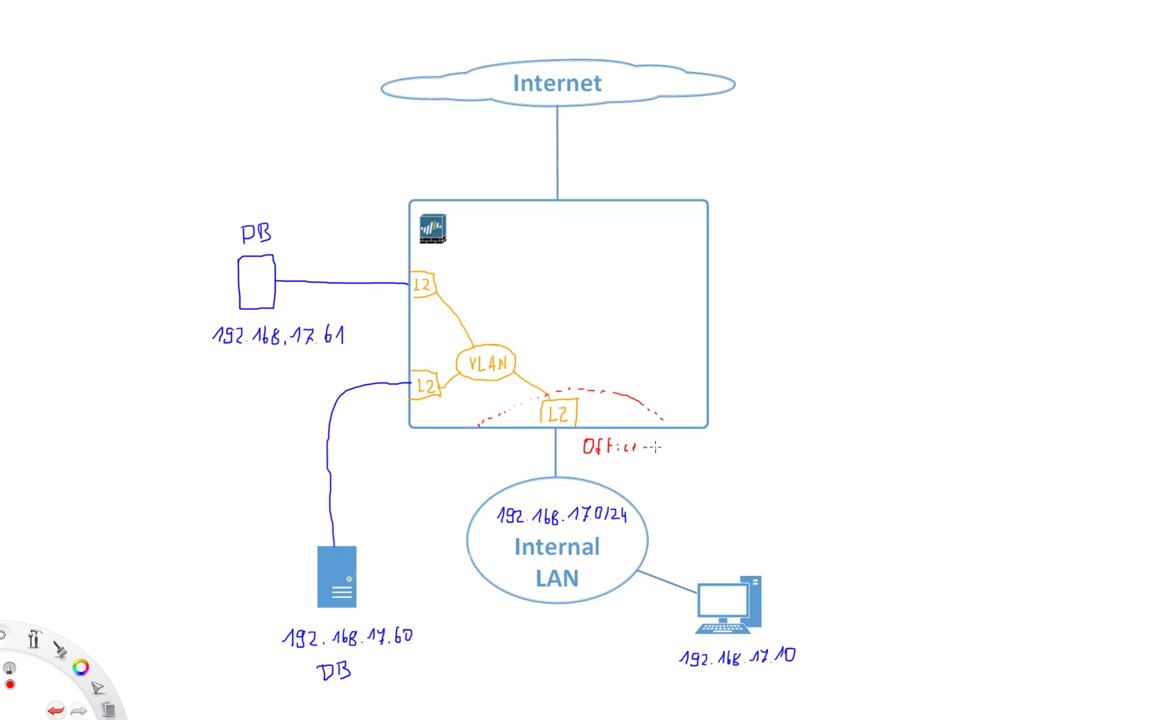 Internet
DB
L2
192.168.17.61
VLAN
L2
L2
Office-
192.168.17.0/24
Internal
LAN
192.168.17.60
DB
192.168.17.10